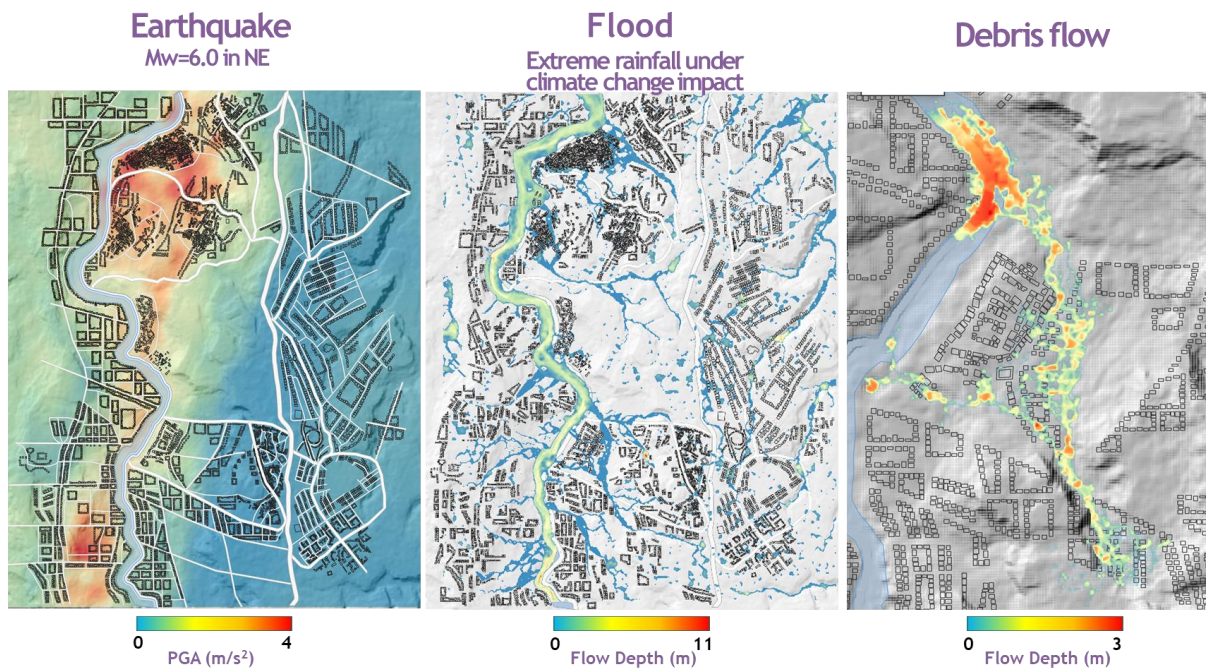 Earthquake
Mw=6.0 in NE
Flood
Extreme rainfall under
climate change impact
Debris flow
0 4
PGA (m/s²)
0 11
Flow Depth (m)
0 3
Flow Depth (m)